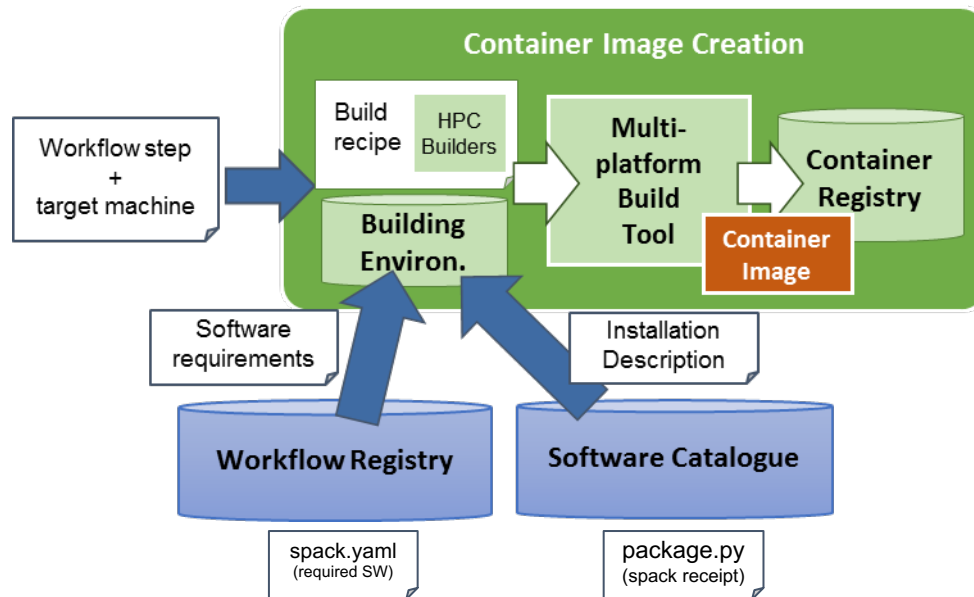 Container Image Creation
Workflow step
+
target machine
Build
recipe
HPC
Builders
Multi-
platform
Build
Tool
Container
Registry
Building
Environ.
Container
Image
Software
requirements
Installation
Description
Workflow Registry
Software Catalogue
spack.yaml
(required SW)
package.py
(spack receipt)